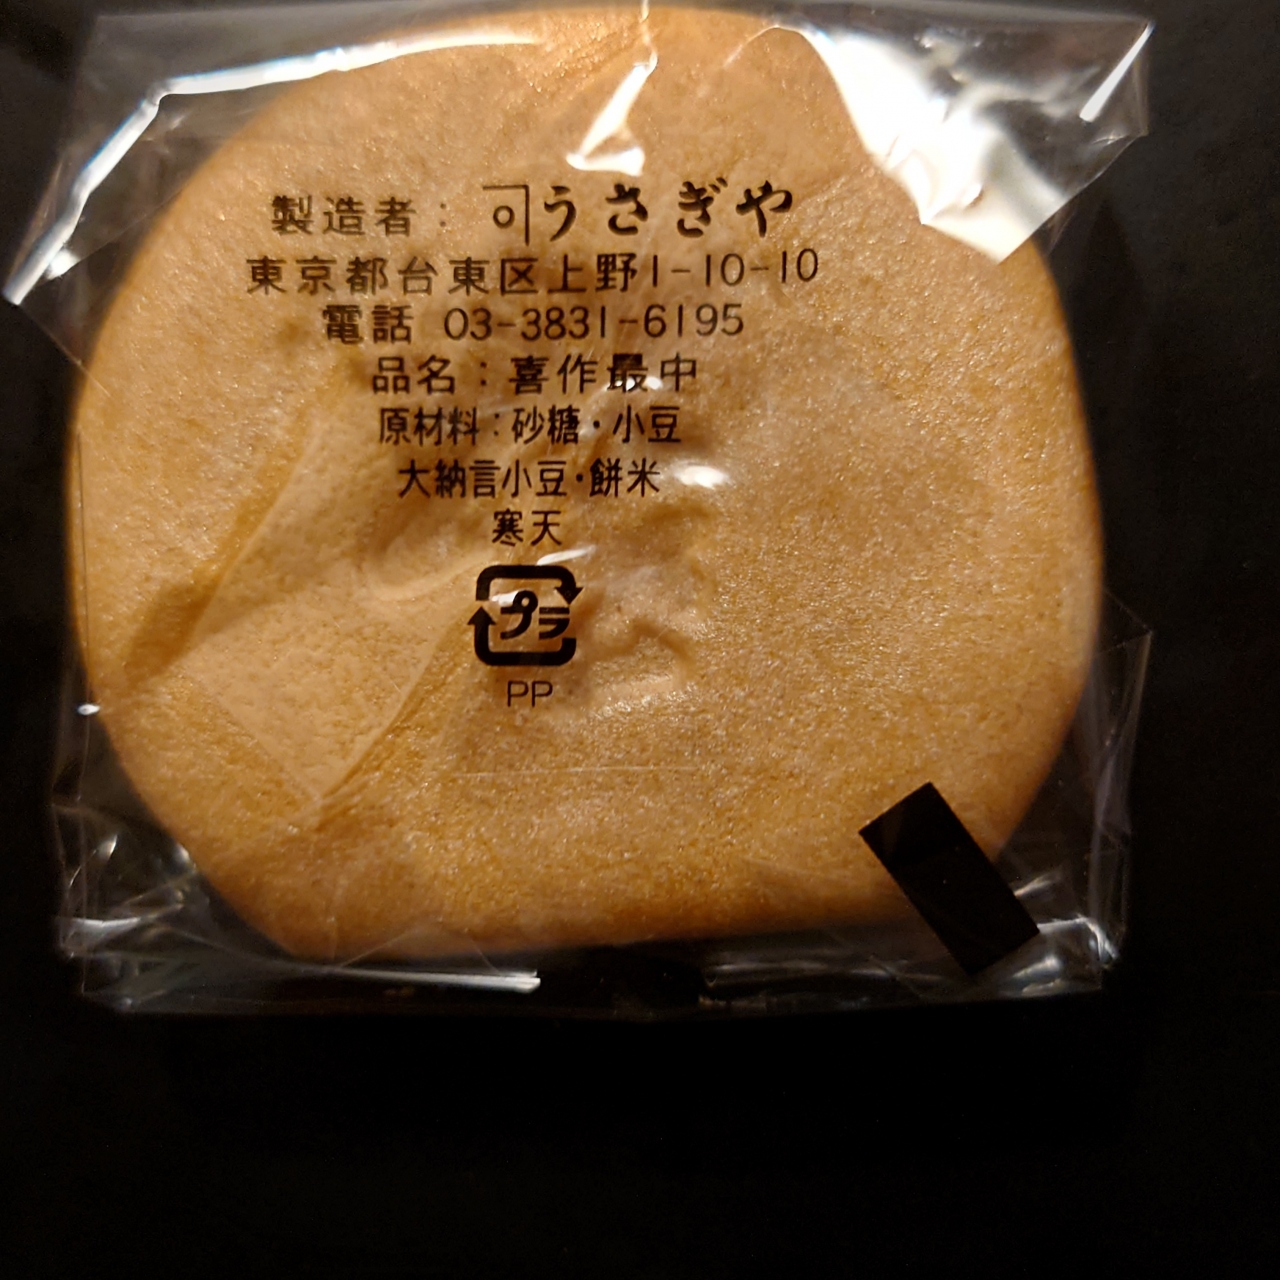 製造者：うさぎや
東京都台東区上野1-10-10
電話 03-3831-6195
品名：喜作最中
原材料：砂糖・小豆
大納言小豆・餅米
寒天
プラ
PP